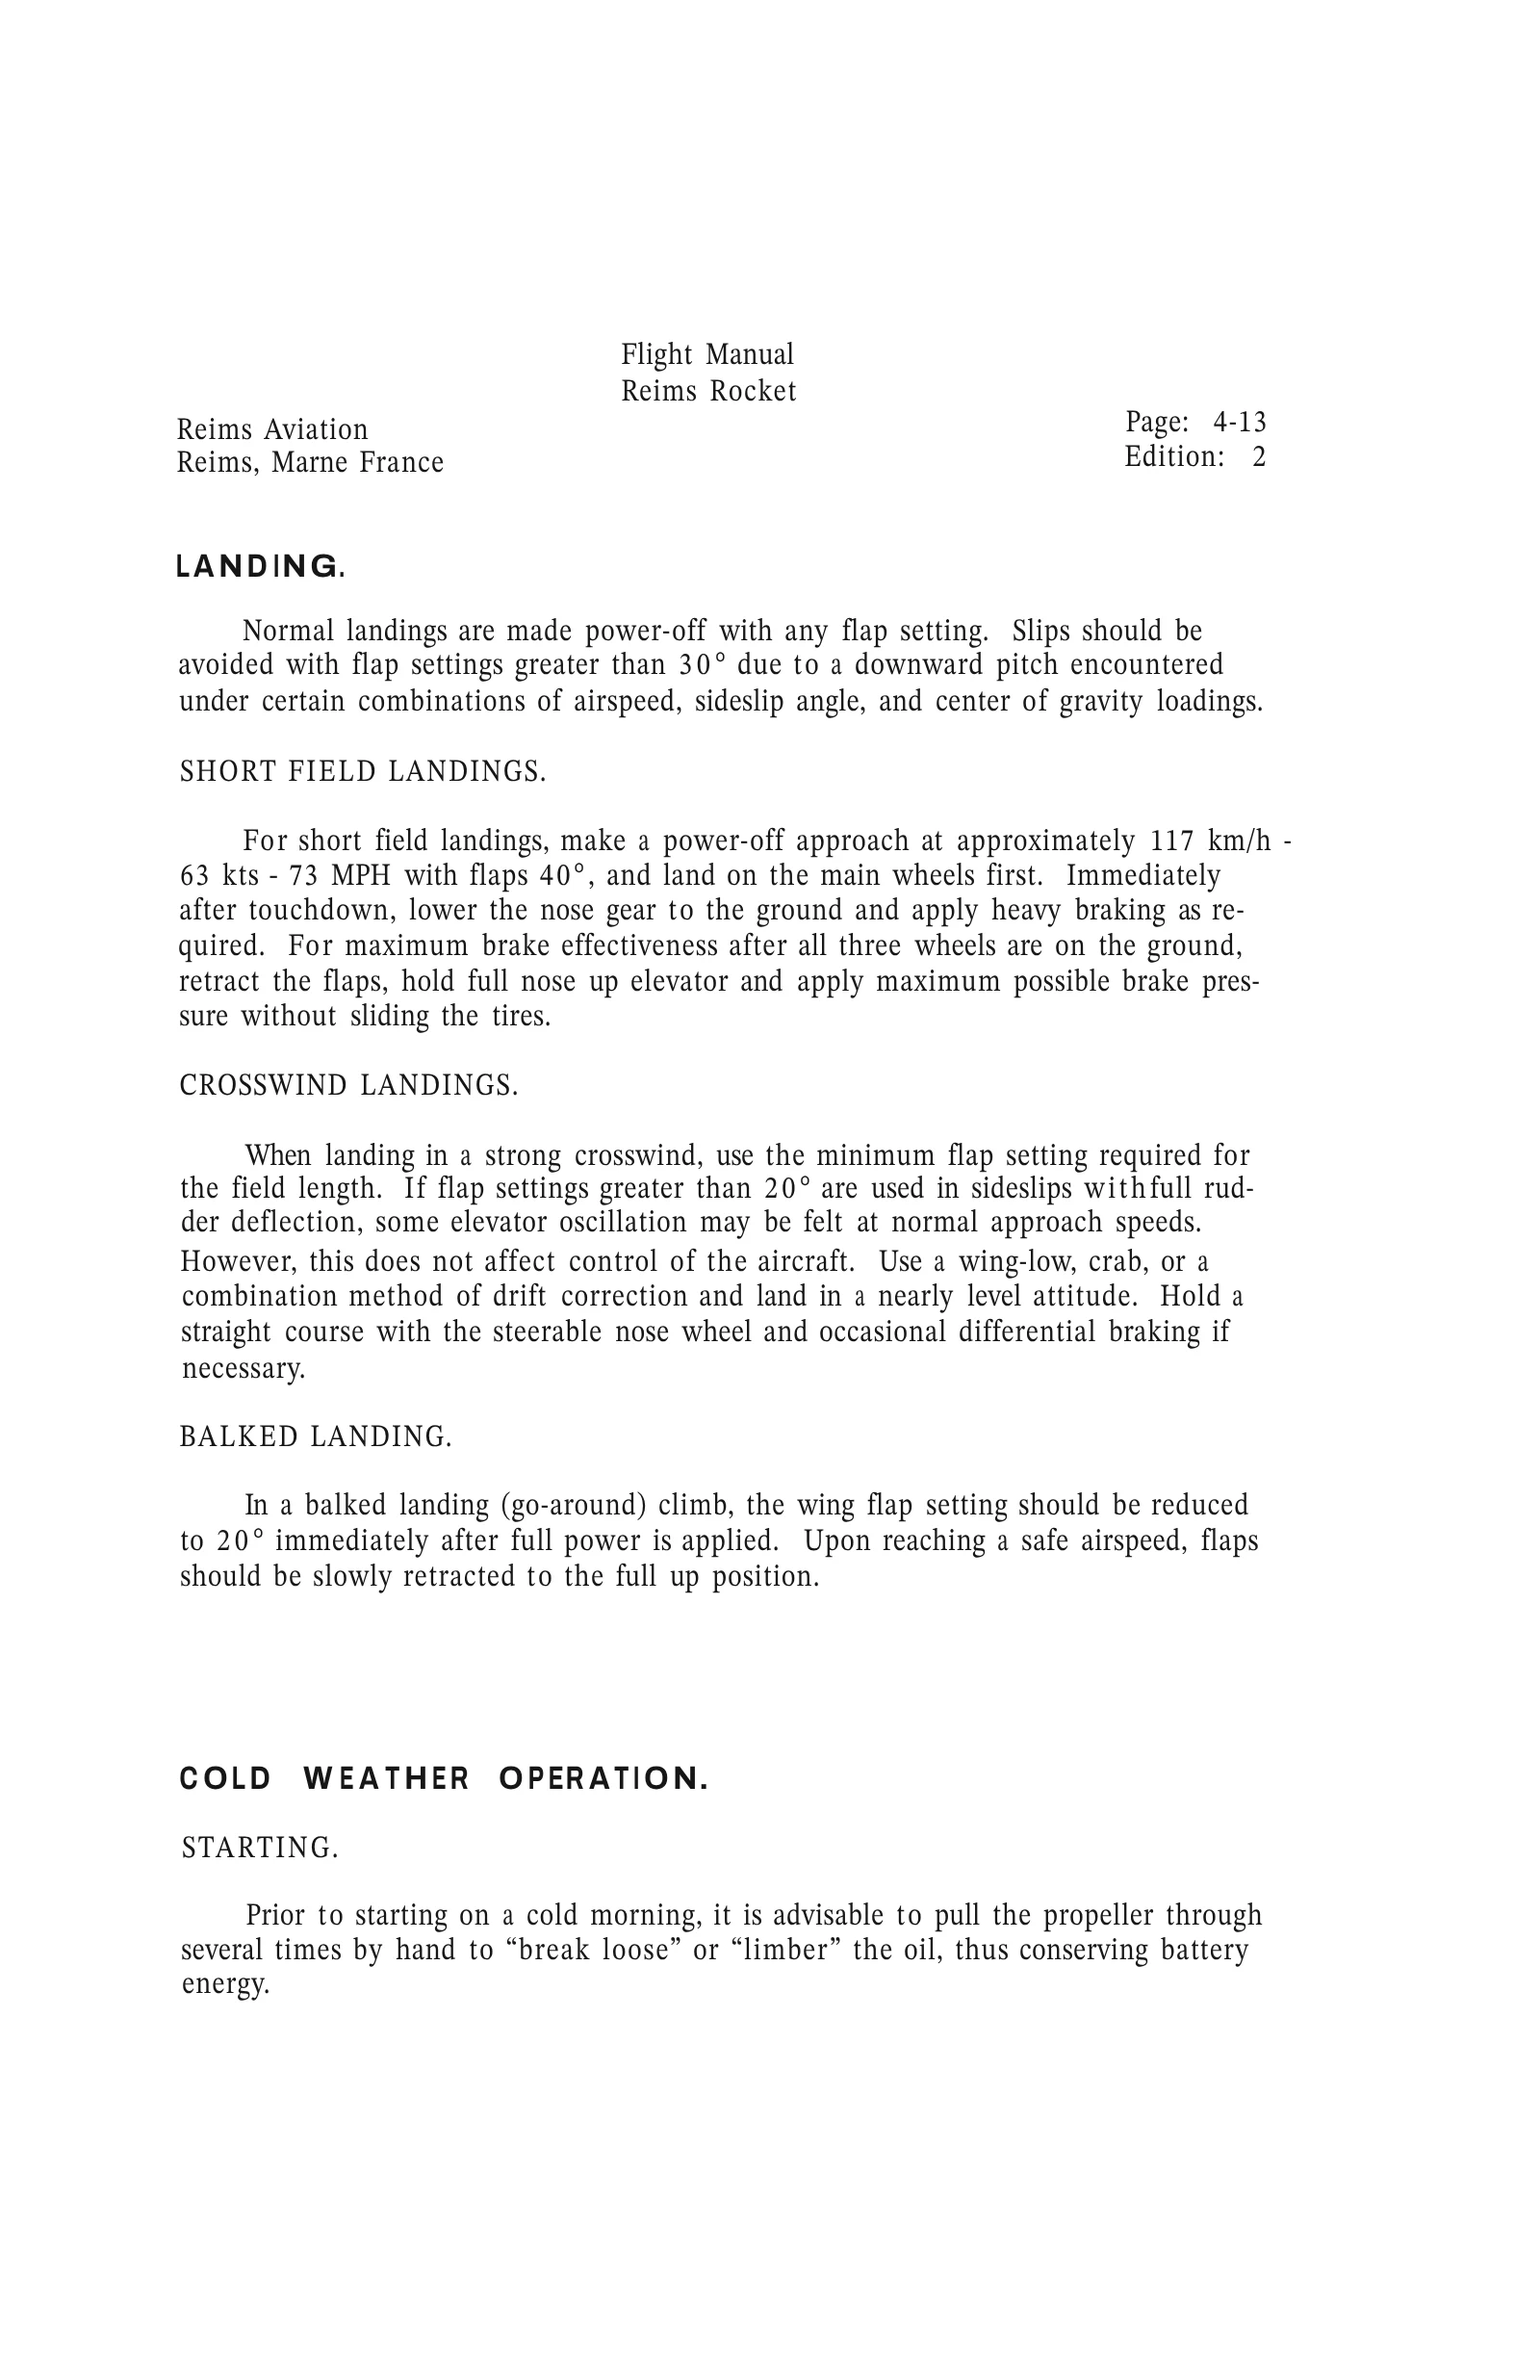 Flight Manual
Reims Rocket
Reims Aviation
Reims, Marne France
Page: 4-13
Edition: 2
LANDING.
Normal landings are made power-off with any flap setting. Slips should be
avoided with flap settings greater than 30° due to a downward pitch encountered
under certain combinations of airspeed, sideslip angle, and center of gravity loadings.
SHORT FIELD LANDINGS.
For short field landings, make a power-off approach at approximately 117 km/h -
63 kts - 73 MPH with flaps 40°, and land on the main wheels first. Immediately
after touchdown, lower the nose gear to the ground and apply heavy braking as re-
quired. For maximum brake effectiveness after all three wheels are on the ground,
retract the flaps, hold full nose up elevator and apply maximum possible brake pres-
sure without sliding the tires.
CROSSWIND LANDINGS.
When landing in a strong crosswind, use the minimum flap setting required for
the field length. If flap settings greater than 20° are used in sideslips withfull rud-
der deflection, some elevator oscillation may be felt at normal approach speeds.
However, this does not affect control of the aircraft. Use a wing-low, crab, or a
combination method of drift correction and land in a nearly level attitude. Hold a
straight course with the steerable nose wheel and occasional differential braking if
necessary.
BALKED LANDING.
In a balked landing (go-around) climb, the wing flap setting should be reduced
to 20° immediately after full power is applied. Upon reaching a safe airspeed, flaps
should be slowly retracted to the full up position.
COLD WEATHER OPERATION.
STARTING.
Prior to starting on a cold morning, it is advisable to pull the propeller through
several times by hand to “break loose” or “limber” the oil, thus conserving battery
energy.